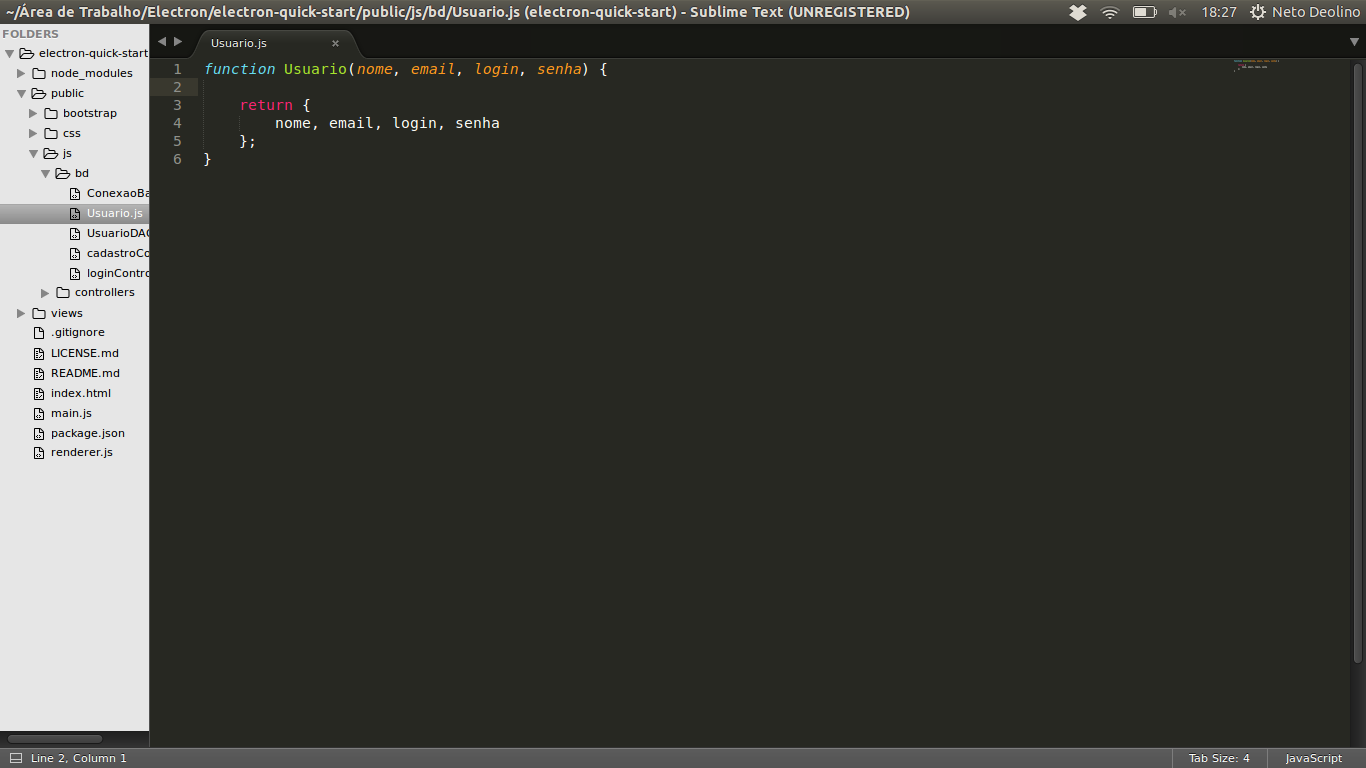 ~/Área de Trabalho/Electron/electron-quick-start/public/js/bd/Usuario.js (electron-quick-start) - Sublime Text (UNREGISTERED)
18:27 Neto Deolino
FOLDERS
electron-quick-start
node_modules
public
bootstrap
css
js
bd
ConexaoBa
Usuario.js
UsuarioDAO
cadastroCo
loginContro
controllers
views
.gitignore
LICENSE.md
README.md
index.html
main.js
package.json
renderer.js
Usuario.js ×
1 function Usuario(nome, email, login, senha) {
2
3 return {
4 nome, email, login, senha
5 };
6 }
Line 2, Column 1
Tab Size: 4
JavaScript